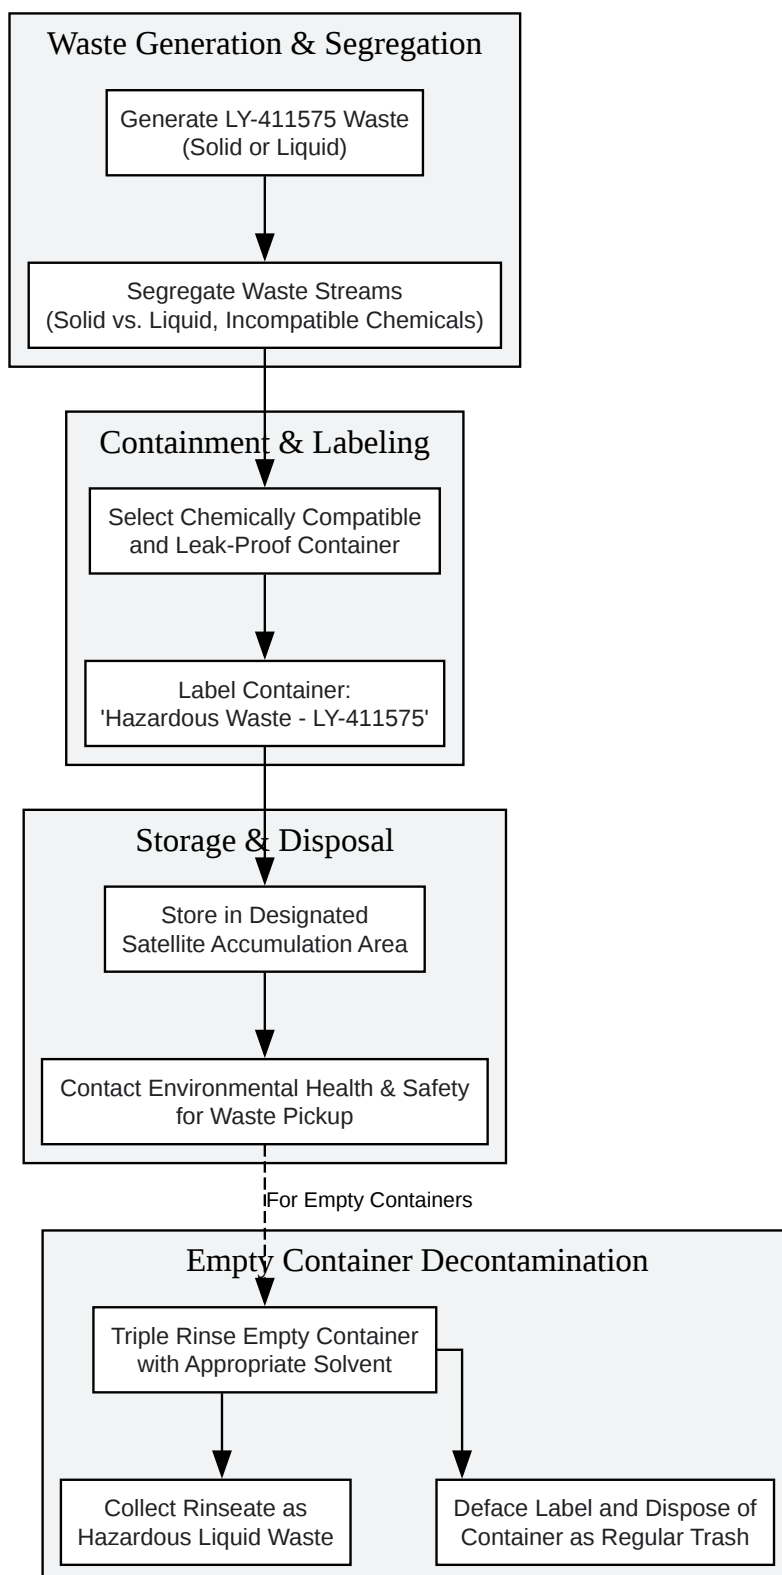 Waste Generation & Segregation
Generate LY-411575 Waste
(Solid or Liquid)
Segregate Waste Streams
(Solid vs. Liquid, Incompatible Chemicals)
Containment & Labeling
Select Chemically Compatible
and Leak-Proof Container
Label Container:
'Hazardous Waste - LY-411575'
Storage & Disposal
Store in Designated
Satellite Accumulation Area
Contact Environmental Health & Safety
for Waste Pickup
For Empty Containers
Empty Container Decontamination
Triple Rinse Empty Container
with Appropriate Solvent
Collect Rinseate as
Hazardous Liquid Waste
Deface Label and Dispose of
Container as Regular Trash